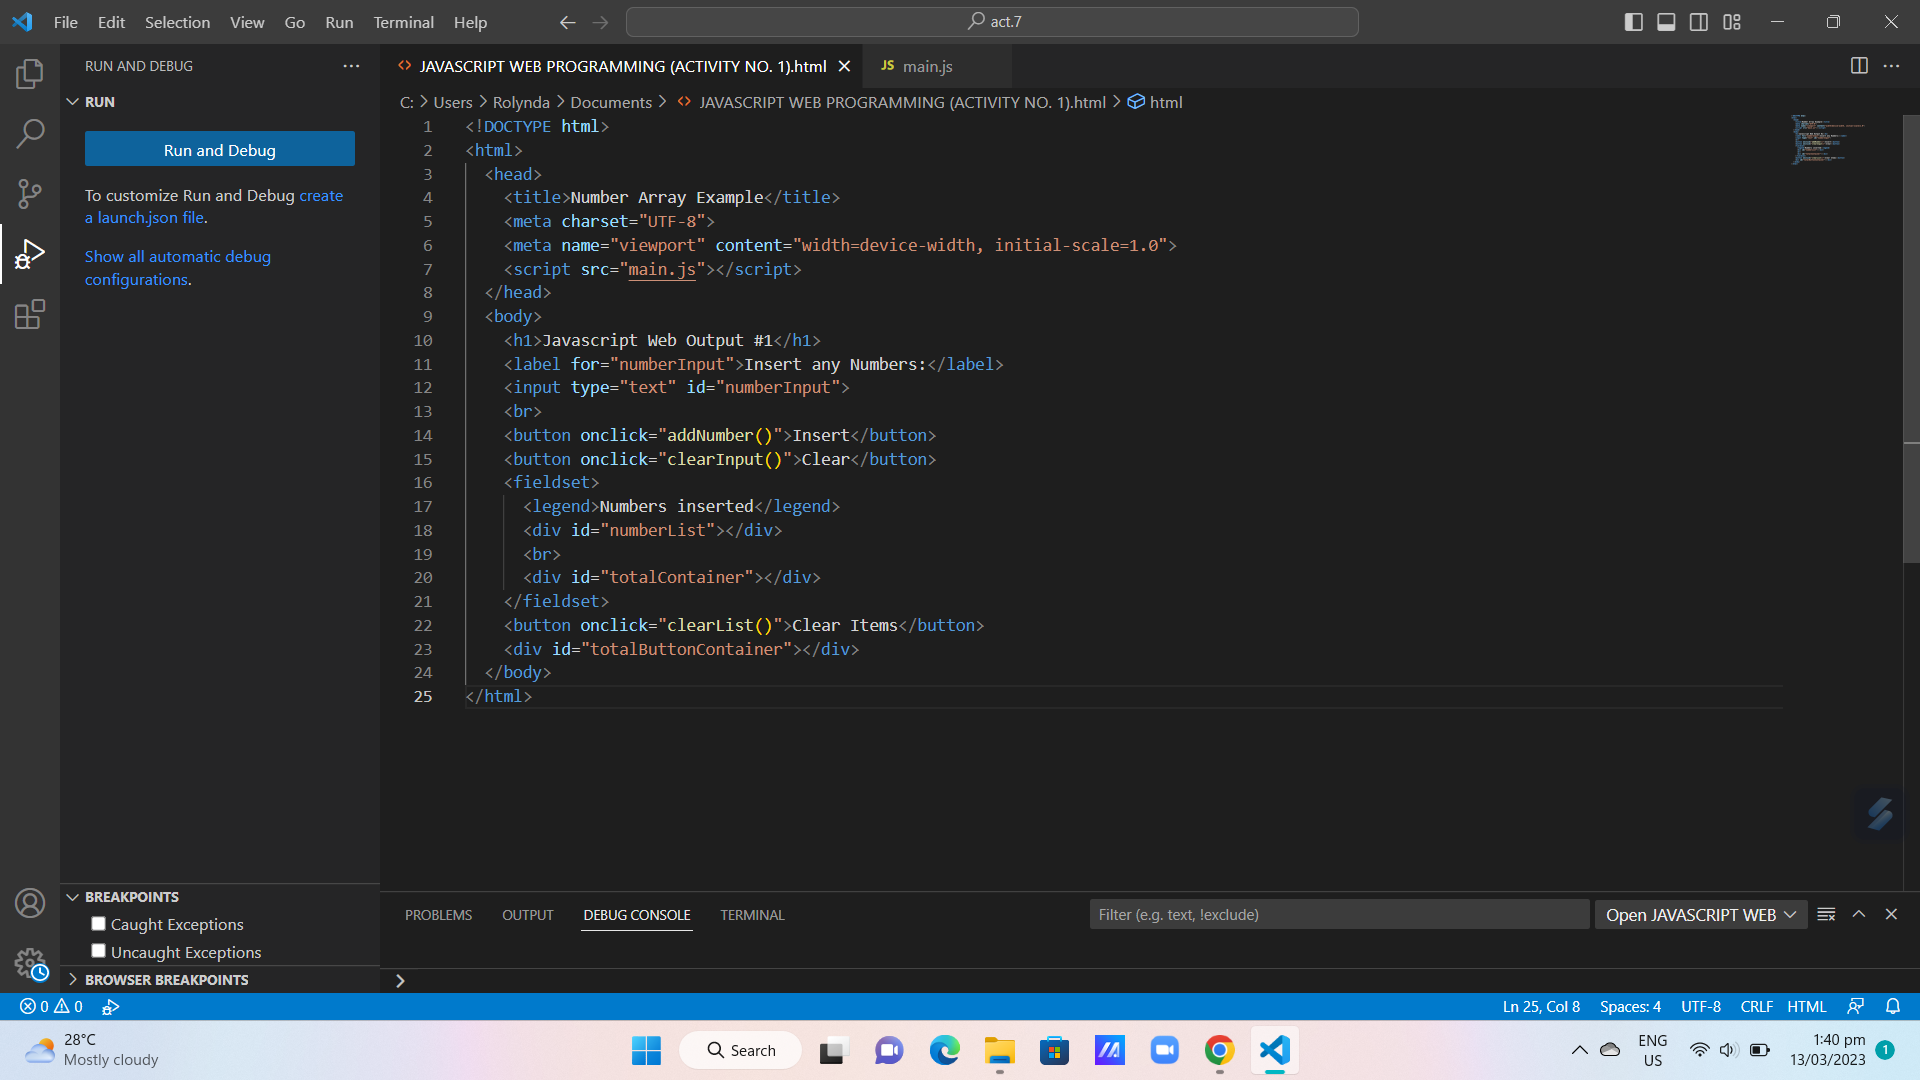 File Edit Selection View Go Run Terminal Help
act.7
RUN AND DEBUG
RUN
Run and Debug
To customize Run and Debug create
a launch.json file.
Show all automatic debug
configurations.
JAVASCRIPT WEB PROGRAMMING (ACTIVITY NO. 1).html
JS main.js
C: > Users > Rolynda > Documents > <> JAVASCRIPT WEB PROGRAMMING (ACTIVITY NO. 1).html > html
1 <!DOCTYPE html>
2 <html>
3 <head>
4 <title>Number Array Example</title>
5 <meta charset="UTF-8">
6 <meta name="viewport" content="width=device-width, initial-scale=1.0">
7 <script src="main.js"></script>
8 </head>
9 <body>
10 <h1>Javascript Web Output #1</h1>
11 <label for="numberInput">Insert any Numbers:</label>
12 <input type="text" id="numberInput">
13 <br>
14 <button onclick="addNumber()">Insert</button>
15 <button onclick="clearInput()">Clear</button>
16 <fieldset>
17 <legend>Numbers inserted</legend>
18 <div id="numberList"></div>
19 <br>
20 <div id="totalContainer"></div>
21 </fieldset>
22 <button onclick="clearList()">Clear Items</button>
23 <div id="totalButtonContainer"></div>
24 </body>
25 </html>
BREAKPOINTS
Caught Exceptions
Uncaught Exceptions
BROWSER BREAKPOINTS
PROBLEMS OUTPUT DEBUG CONSOLE TERMINAL
Filter (e.g. text, !exclude)
Open JAVASCRIPT WEB
0 0
Ln 25, Col 8 Spaces: 4 UTF-8 CRLF HTML
28°C
Mostly cloudy
Search
ENG
US
1:40 pm
13/03/2023
1